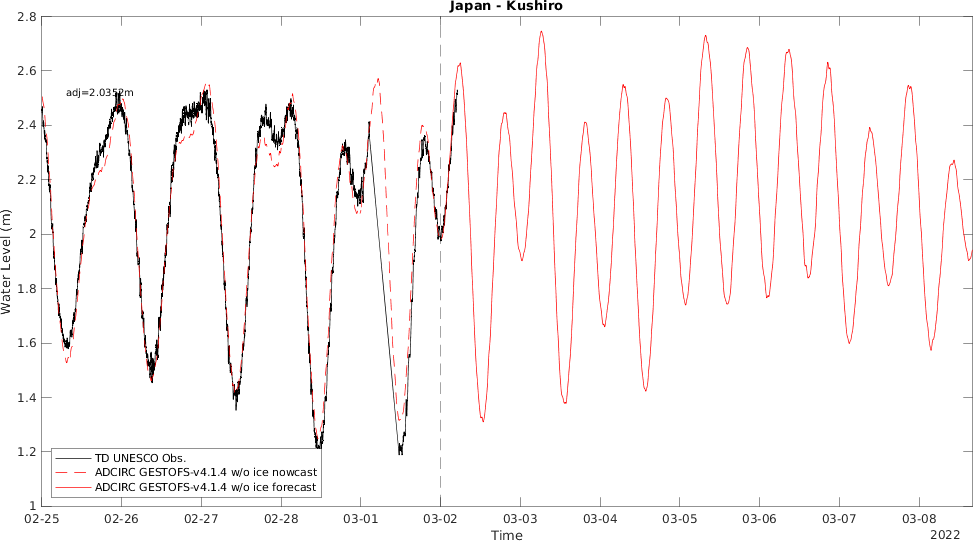 Japan - Kushiro
2.8
2.6
2.4
2.2
2
1.8
1.6
1.4
1.2
1
Water Level (m)
adj=2.0352m
TD UNESCO Obs.
ADCIRC GESTOFS-v4.1.4 w/o ice nowcast
ADCIRC GESTOFS-v4.1.4 w/o ice forecast
02-25 02-26 02-27 02-28 03-01 03-02 03-03 03-04 03-05 03-06 03-07 03-08
Time
2022